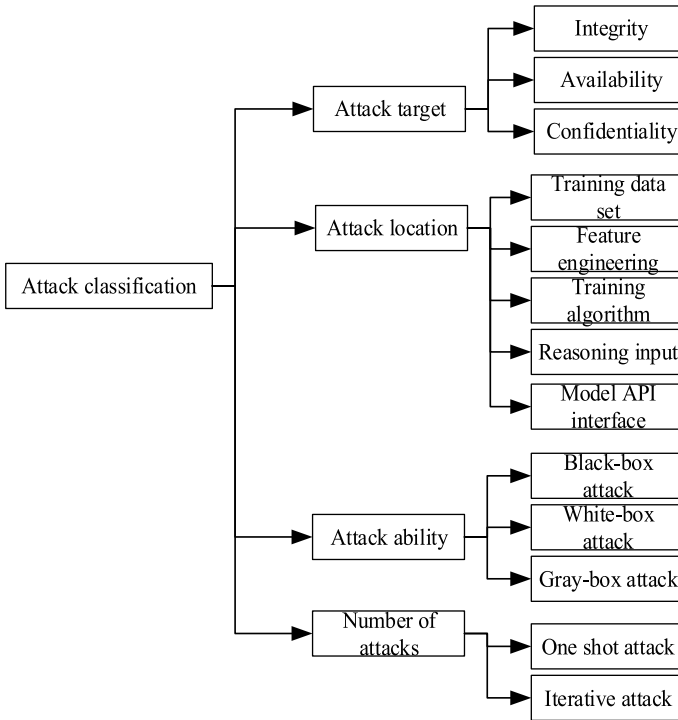 Attack classification
Attack target
Integrity
Availability
Confidentiality
Attack location
Training data
set
Feature
engineering
Training
algorithm
Reasoning input
Model API
interface
Attack ability
Black-box
attack
White-box
attack
Gray-box attack
Number of
attacks
One shot attack
Iterative attack